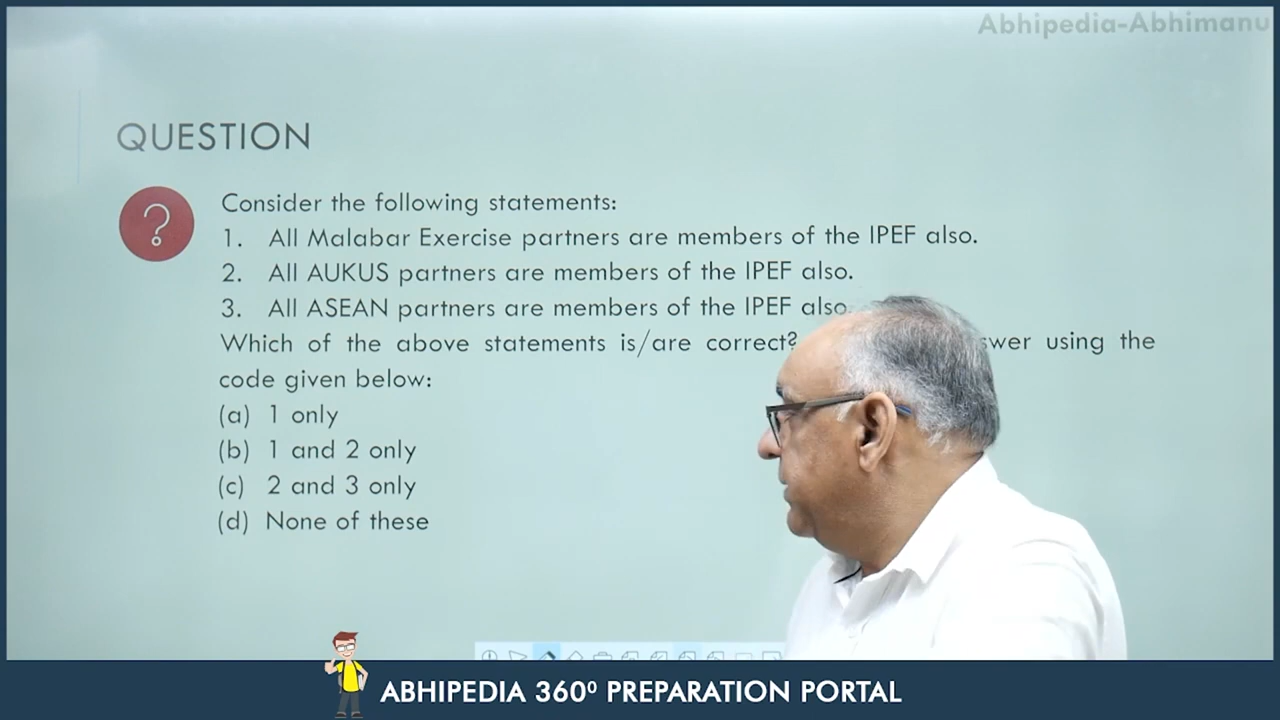 Abhipedia-Abhimanu
QUESTION
?
Consider the following statements:
1. All Malabar Exercise partners are members of the IPEF also.
2. All AUKUS partners are members of the IPEF also.
3. All ASEAN partners are members of the IPEF also
Which of the above statements is/are correct? using the
code given below:
(a) 1 only
(b) 1 and 2 only
(c) 2 and 3 only
(d) None of these
ABHIPEDIA 360⁰ PREPARATION PORTAL